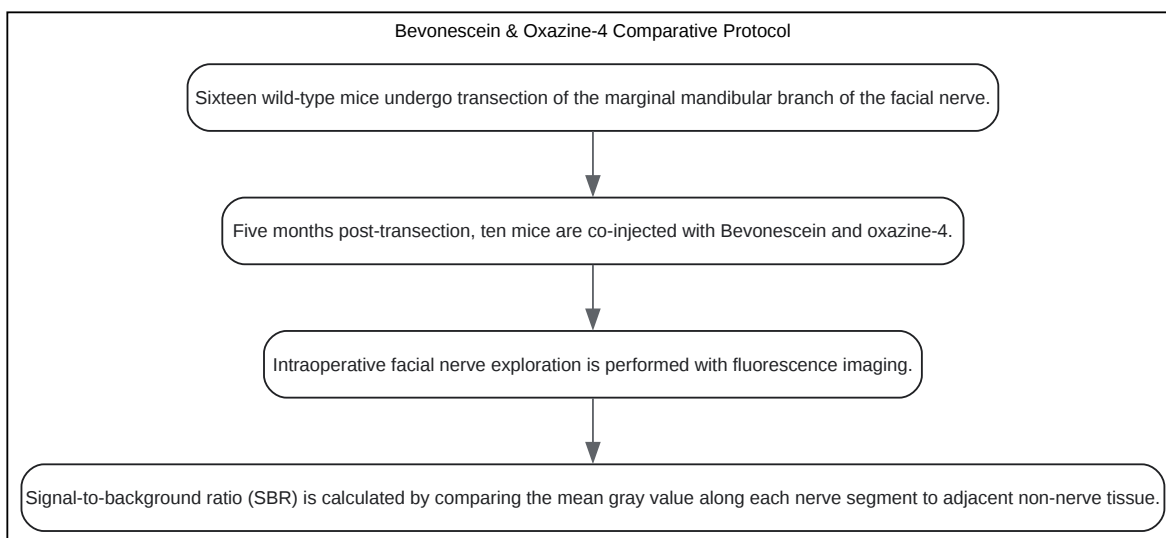 Bevonescein & Oxazine-4 Comparative Protocol
Sixteen wild-type mice undergo transection of the marginal mandibular branch of the facial nerve.
Five months post-transection, ten mice are co-injected with Bevonescein and oxazine-4.
Intraoperative facial nerve exploration is performed with fluorescence imaging.
Signal-to-background ratio (SBR) is calculated by comparing the mean gray value along each nerve segment to adjacent non-nerve tissue.